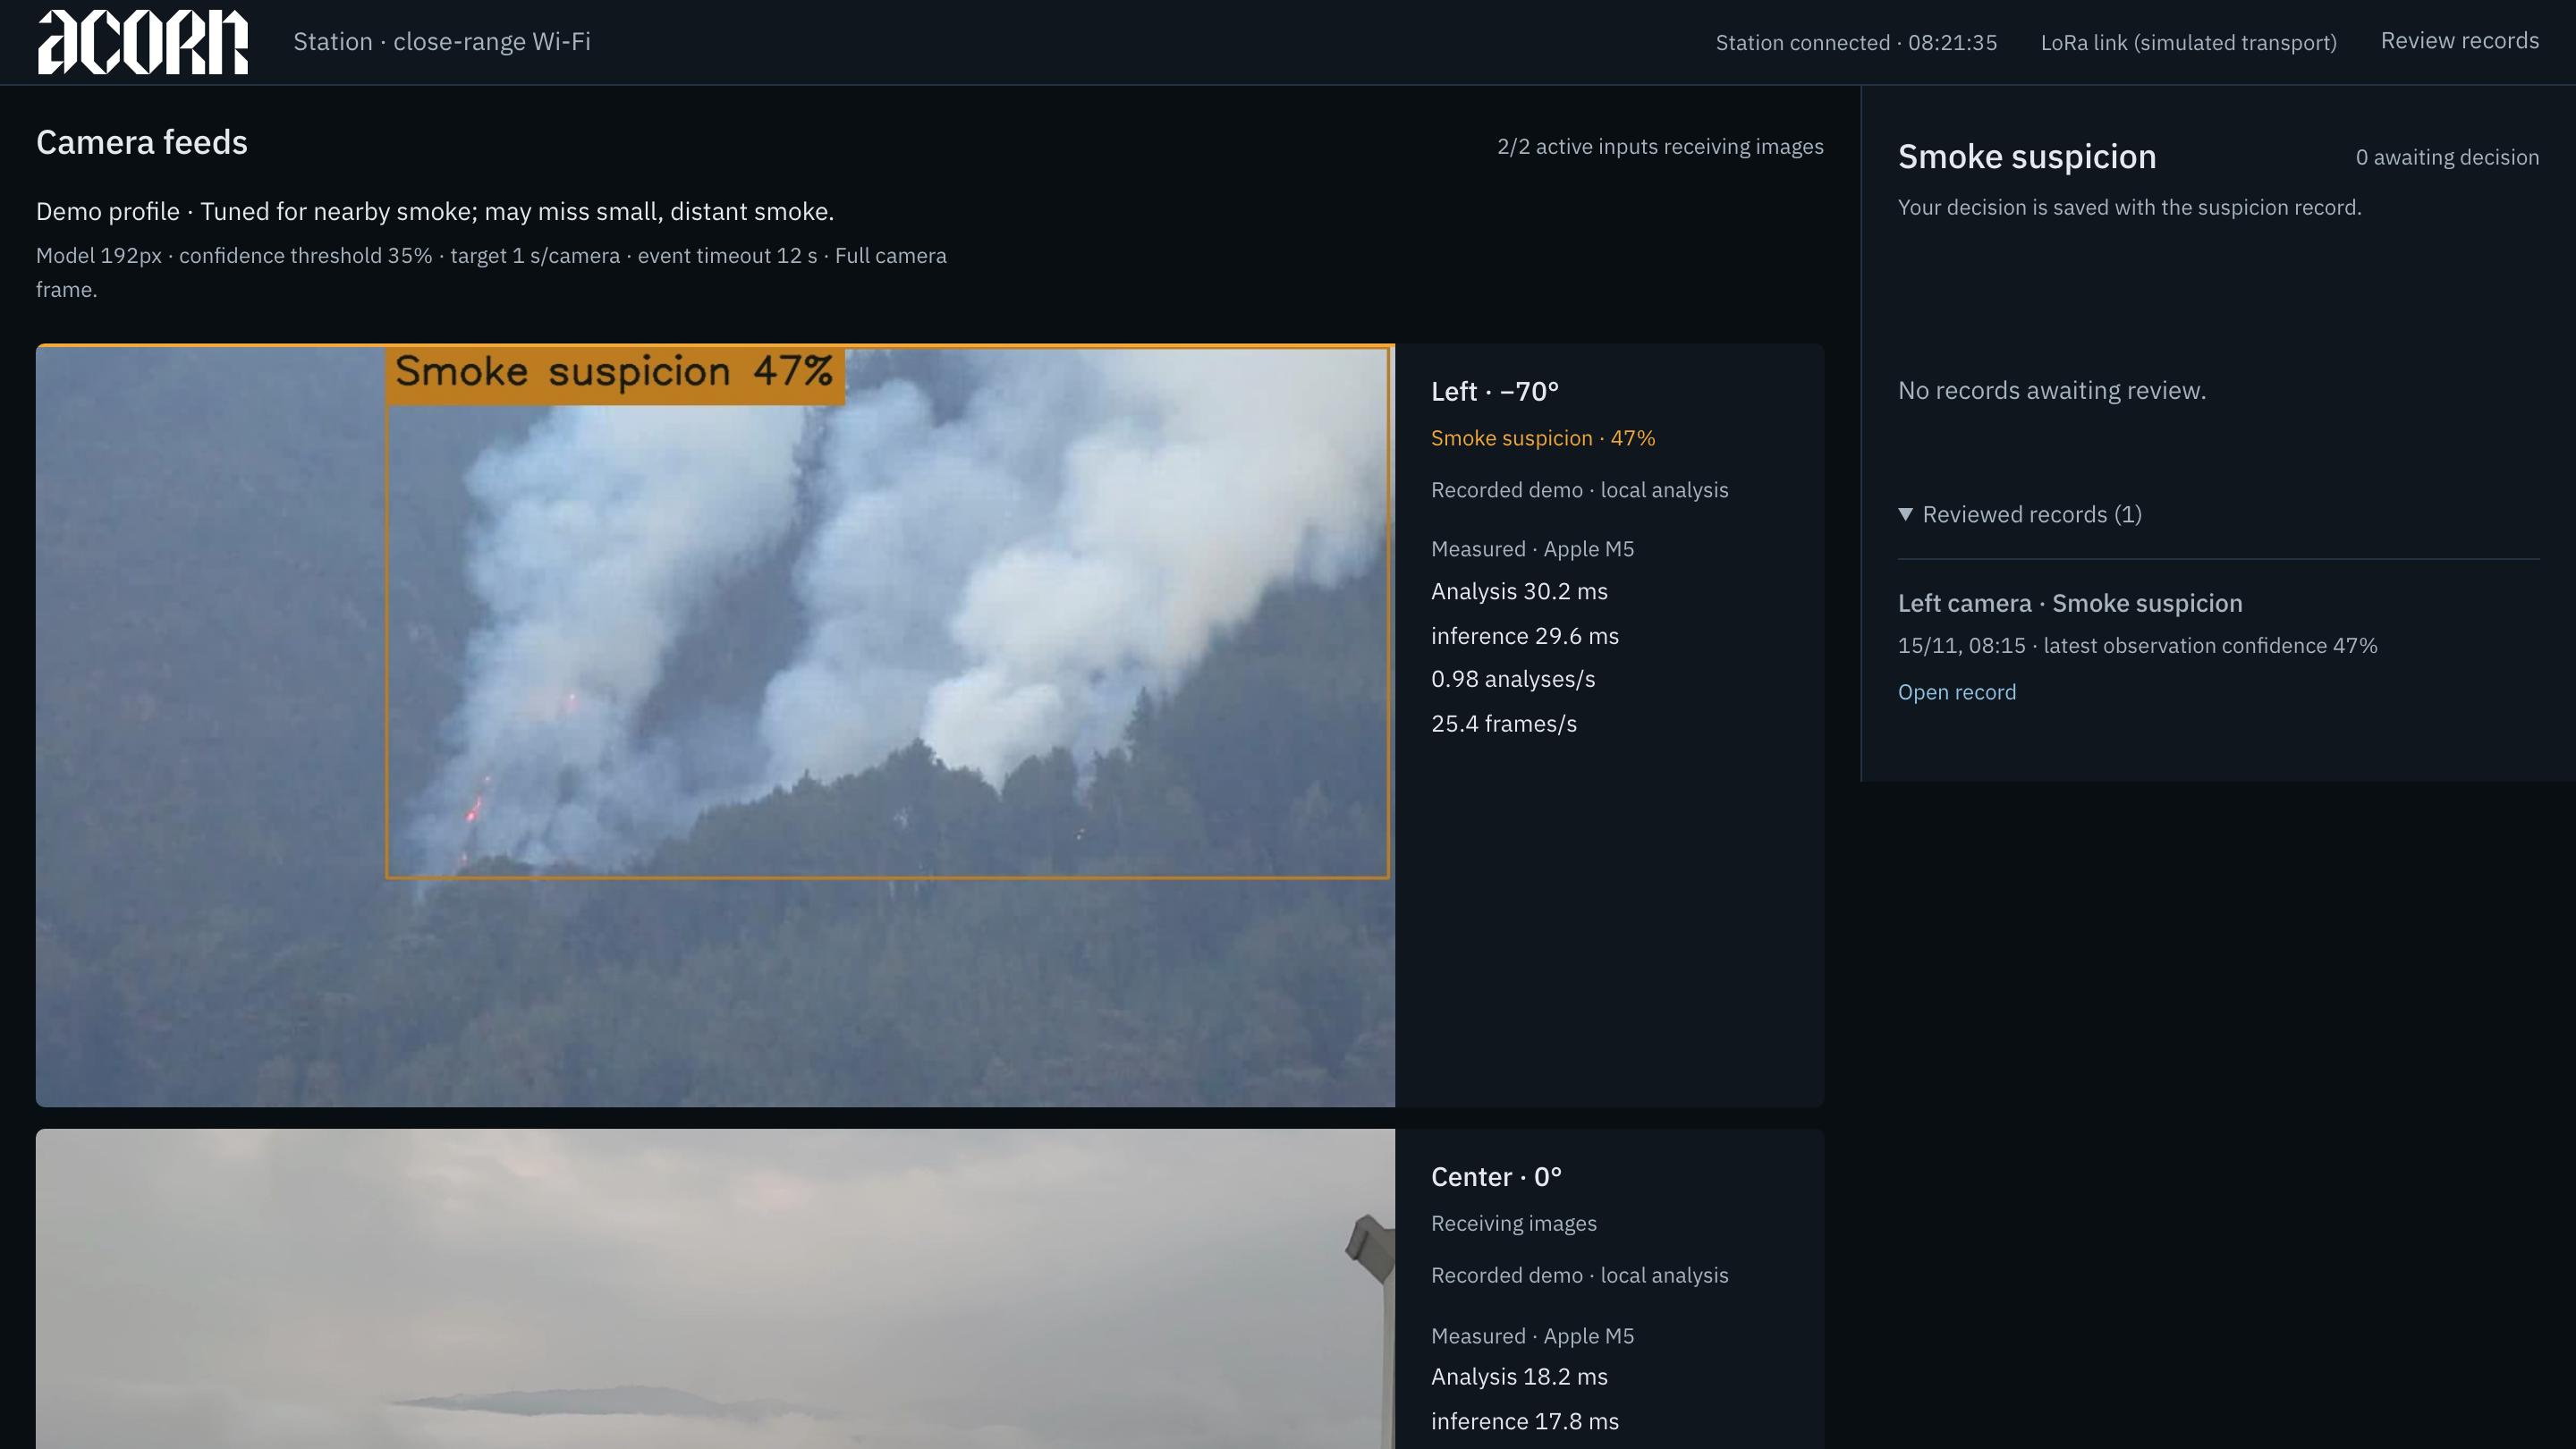 acorn
Station · close-range Wi-Fi
Station connected · 08:21:35
LoRa link (simulated transport)
Review records
Camera feeds
2/2 active inputs receiving images
Demo profile · Tuned for nearby smoke; may miss small, distant smoke.
Model 192px · confidence threshold 35% · target 1 s/camera · event timeout 12 s · Full camera
frame.
Smoke suspicion 47%
Left · −70°
Smoke suspicion · 47%
Recorded demo · local analysis
Measured · Apple M5
Analysis 30.2 ms
inference 29.6 ms
0.98 analyses/s
25.4 frames/s
Center · 0°
Receiving images
Recorded demo · local analysis
Measured · Apple M5
Analysis 18.2 ms
inference 17.8 ms
Smoke suspicion
0 awaiting decision
Your decision is saved with the suspicion record.
No records awaiting review.
▼ Reviewed records (1)
Left camera · Smoke suspicion
15/11, 08:15 · latest observation confidence 47%
Open record